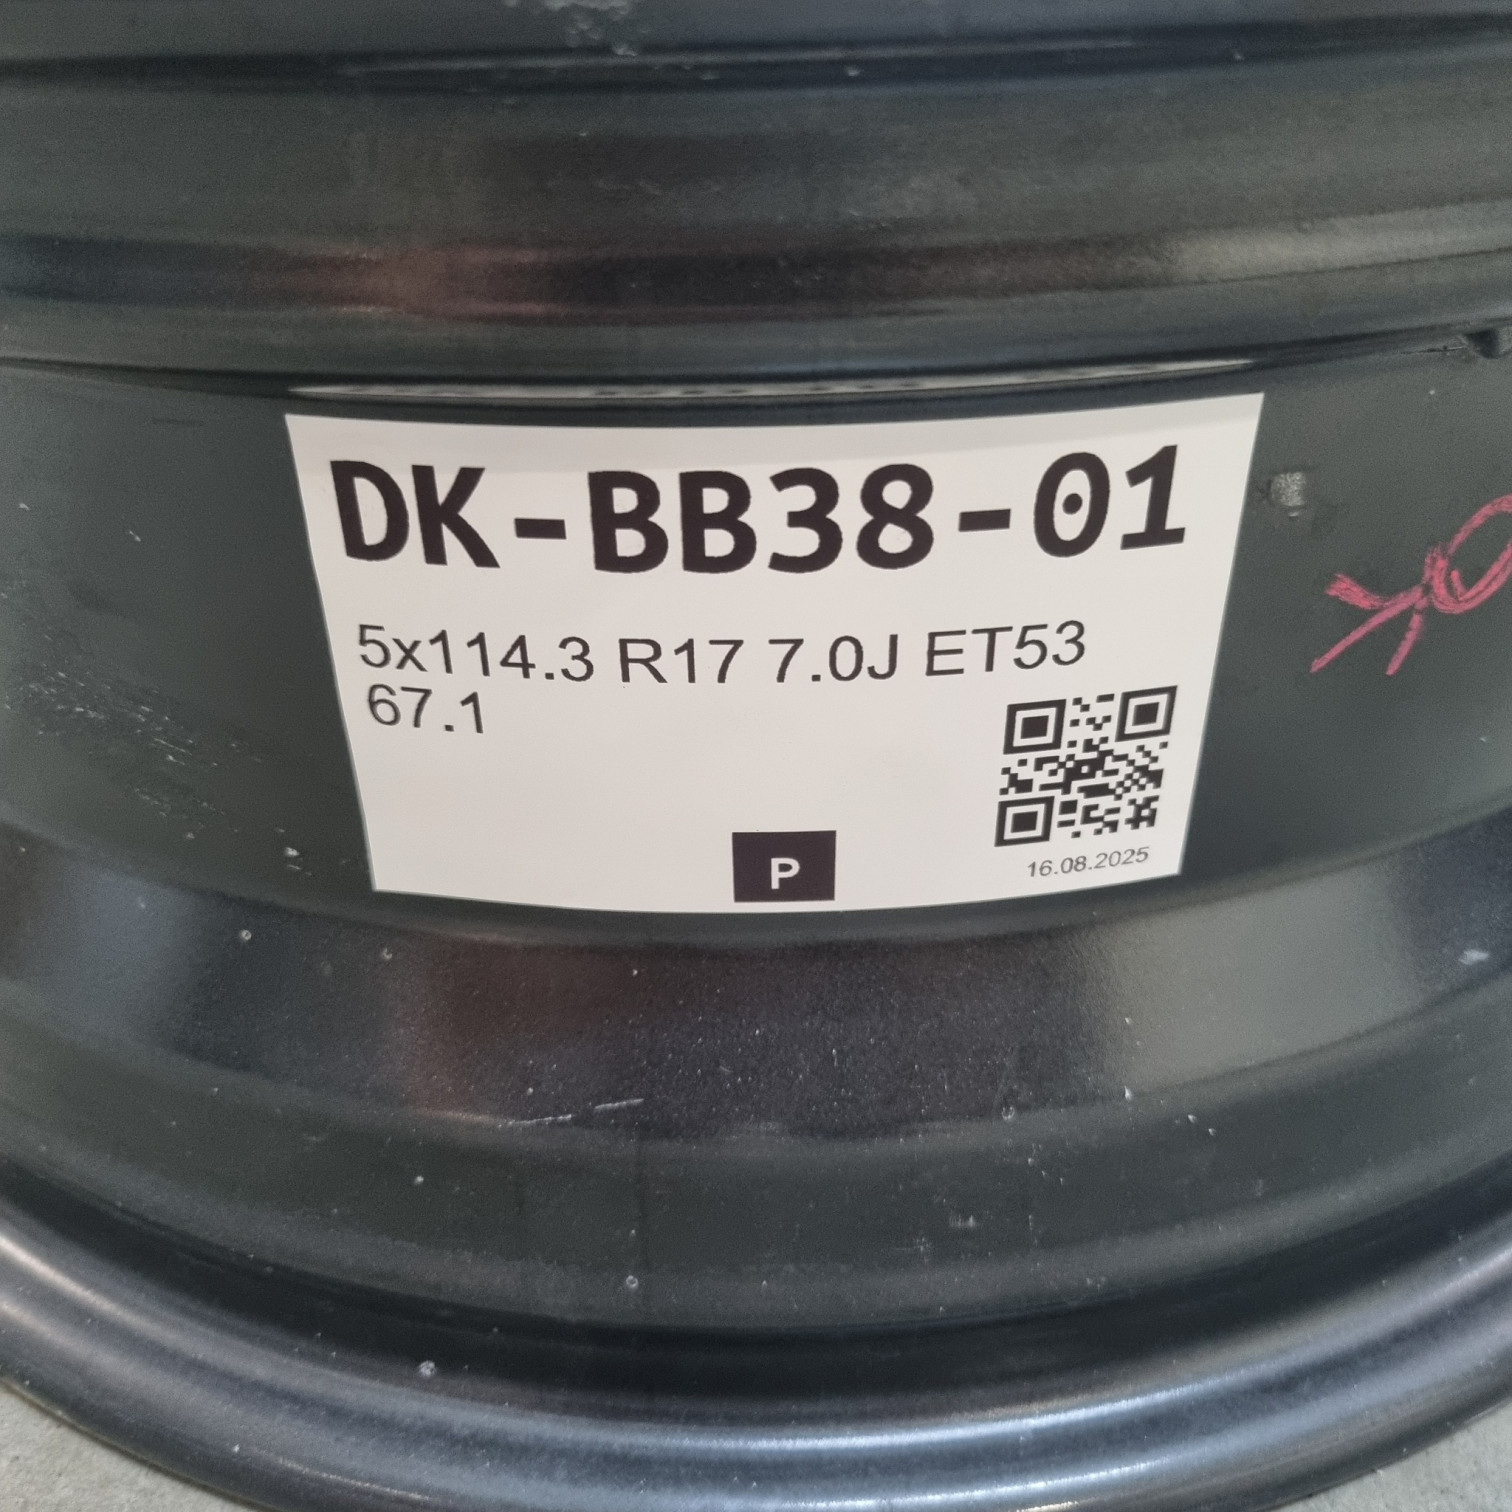 DK-BB38-01
5x114.3 R17 7.0J ET53
67.1
P
16.08.2025